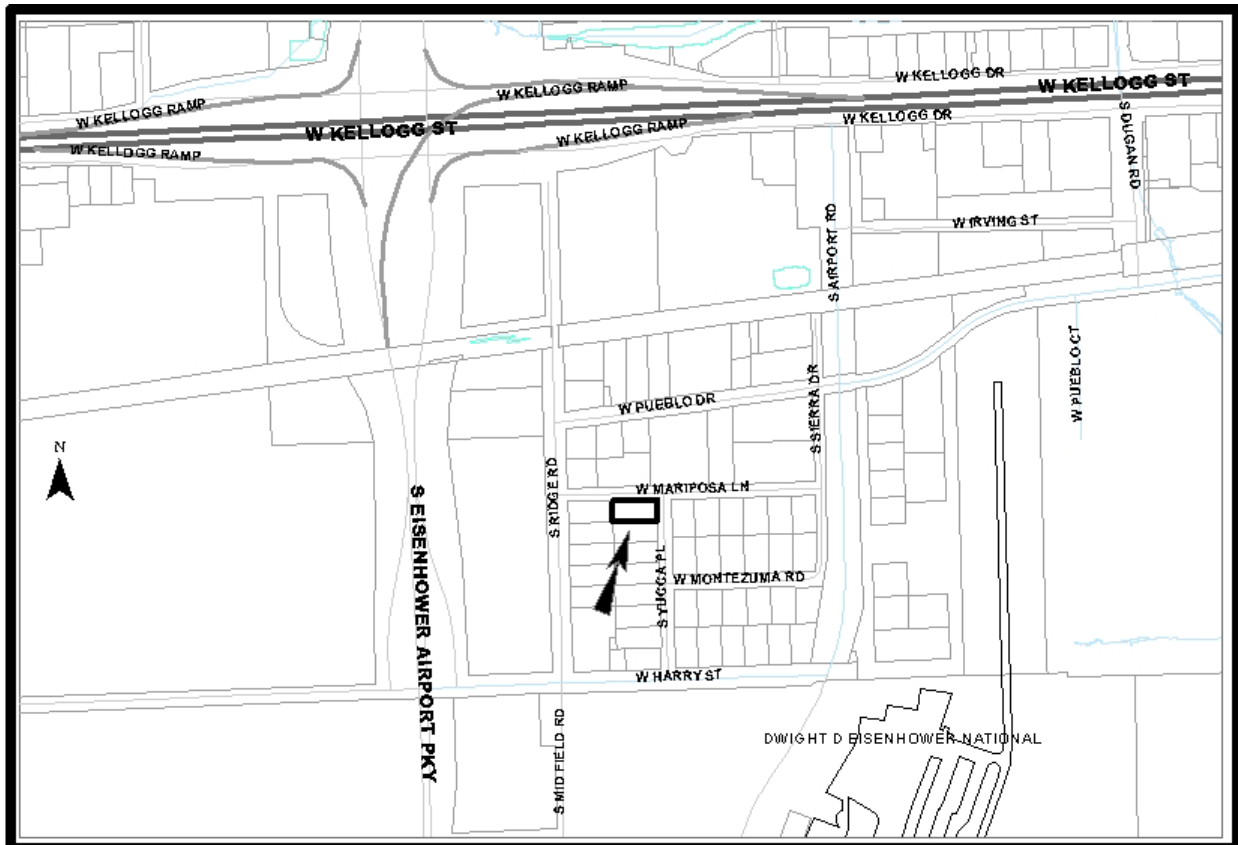 W KELLOGG DR
W KELLOGG ST
W KELLOGG RAMP
W KELLOGG RAMP
W KELLOGG DR
W KELLOGG ST
W KELLOGG RAMP
W KELLOGG RAMP
S DUGAN RD
W IRVING ST
S AIRPORT RD
W PUEBLO CT
W PUEBLO DR
S SIERRA DR
N
S RIDGE RD
W MARIPOSA LN
S EISENHOWER AIRPORT PKY
S YUCCA PL
W MONTEZUMA RD
W HARRY ST
S MIDFIELD RD
DWIGHT D EISENHOWER NATIONAL